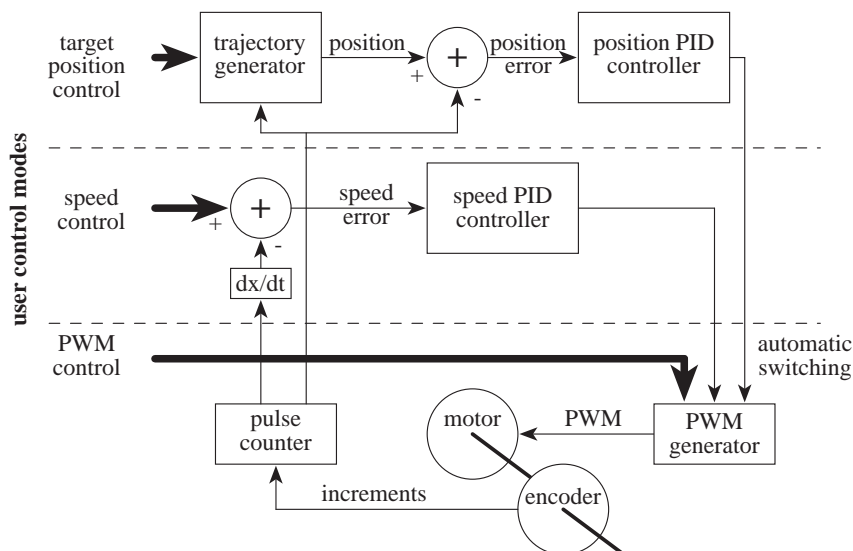 user control modes
target
position
control
trajectory
generator
position
+
+
-
position
error
position PID
controller
speed
control
+
+
-
speed
error
speed PID
controller
dx/dt
PWM
control
automatic
switching
pulse
counter
motor
PWM
PWM
generator
increments
encoder